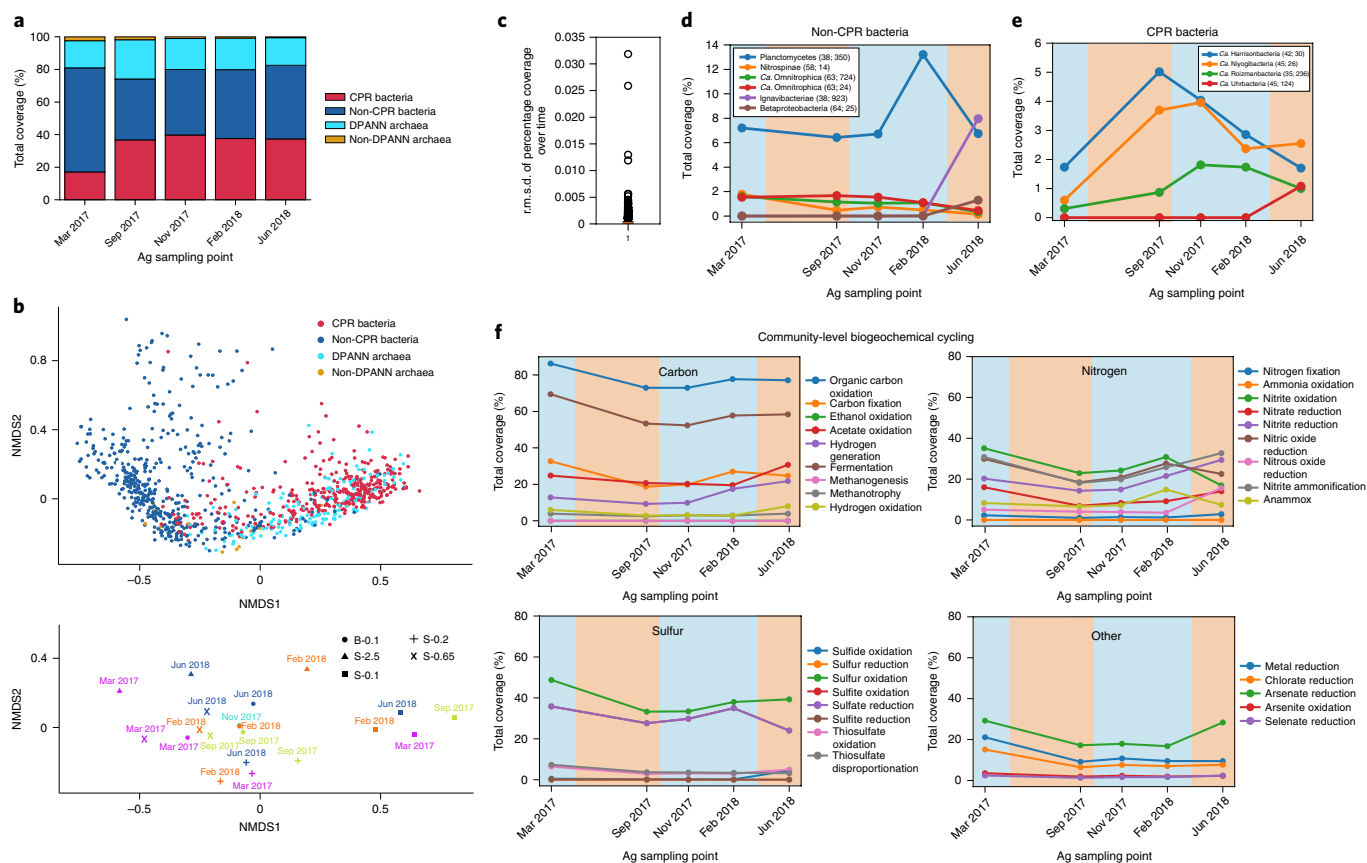 a
Total coverage (%)
100
80
60
40
20
0
Mar 2017
Sep 2017
Nov 2017
Feb 2018
Jun 2018
Ag sampling point
CPR bacteria
Non-CPR bacteria
DPANN archaea
Non-DPANN archaea
c
r.m.s.d. of percentage coverage
over time
0.035
0.030
0.025
0.020
0.015
0.010
0.005
0
1
d
Non-CPR bacteria
Total coverage (%)
14
12
10
8
6
4
2
0
Planctomycetes (38; 350)
Nitrospinae (58; 14)
Ca. Omnitrophica (63; 724)
Ca. Omnitrophica (63; 24)
Ignavibacteriae (38; 923)
Betaproteobacteria (64; 25)
Mar 2017
Sep 2017
Nov 2017
Feb 2018
Jun 2018
Ag sampling point
e
CPR bacteria
Total coverage (%)
6
5
4
3
2
1
0
Ca. Harrisonbacteria (42; 30)
Ca. Niyogibacteria (45; 26)
Ca. Roizmanbacteria (35; 236)
Ca. Uhrbacteria (45; 124)
Mar 2017
Sep 2017
Nov 2017
Feb 2018
Jun 2018
Ag sampling point
b
NMDS2
0.8
0.4
0
–0.5
0
0.5
NMDS1
CPR bacteria
Non-CPR bacteria
DPANN archaea
Non-DPANN archaea
NMDS2
0.4
0
B-0.1
S-2.5
S-0.1
S-0.2
S-0.65
Jun 2018
Feb 2018
Mar 2017
Jun 2018
Jun 2018
Nov 2017
Feb 2018
Feb 2018
Mar 2017
Mar 2017
Sep 2017
Sep 2017
Sep 2017
Jun 2018
Feb 2018
Mar 2017
Jun 2018
Feb 2018
Sep 2017
Mar 2017
–0.5
0
0.5
NMDS1
f
Community-level biogeochemical cycling
Carbon
Total coverage (%)
80
60
40
20
0
Mar 2017
Sep 2017
Nov 2017
Feb 2018
Jun 2018
Ag sampling point
Organic carbon
oxidation
Carbon fixation
Ethanol oxidation
Acetate oxidation
Hydrogen
generation
Fermentation
Methanogenesis
Methanotrophy
Hydrogen oxidation
Nitrogen
Total coverage (%)
80
60
40
20
0
Mar 2017
Sep 2017
Nov 2017
Feb 2018
Jun 2018
Ag sampling point
Nitrogen fixation
Ammonia oxidation
Nitrite oxidation
Nitrate reduction
Nitrite reduction
Nitric oxide
reduction
Nitrous oxide
reduction
Nitrite ammonification
Anammox
Sulfur
Total coverage (%)
80
60
40
20
0
Mar 2017
Sep 2017
Nov 2017
Feb 2018
Jun 2018
Ag sampling point
Sulfide oxidation
Sulfur reduction
Sulfur oxidation
Sulfite oxidation
Sulfate reduction
Sulfite reduction
Thiosulfate
oxidation
Thiosulfate
disproportionation
Other
Total coverage (%)
80
60
40
20
0
Mar 2017
Sep 2017
Nov 2017
Feb 2018
Jun 2018
Ag sampling point
Metal reduction
Chlorate reduction
Arsenate reduction
Arsenite oxidation
Selenate reduction